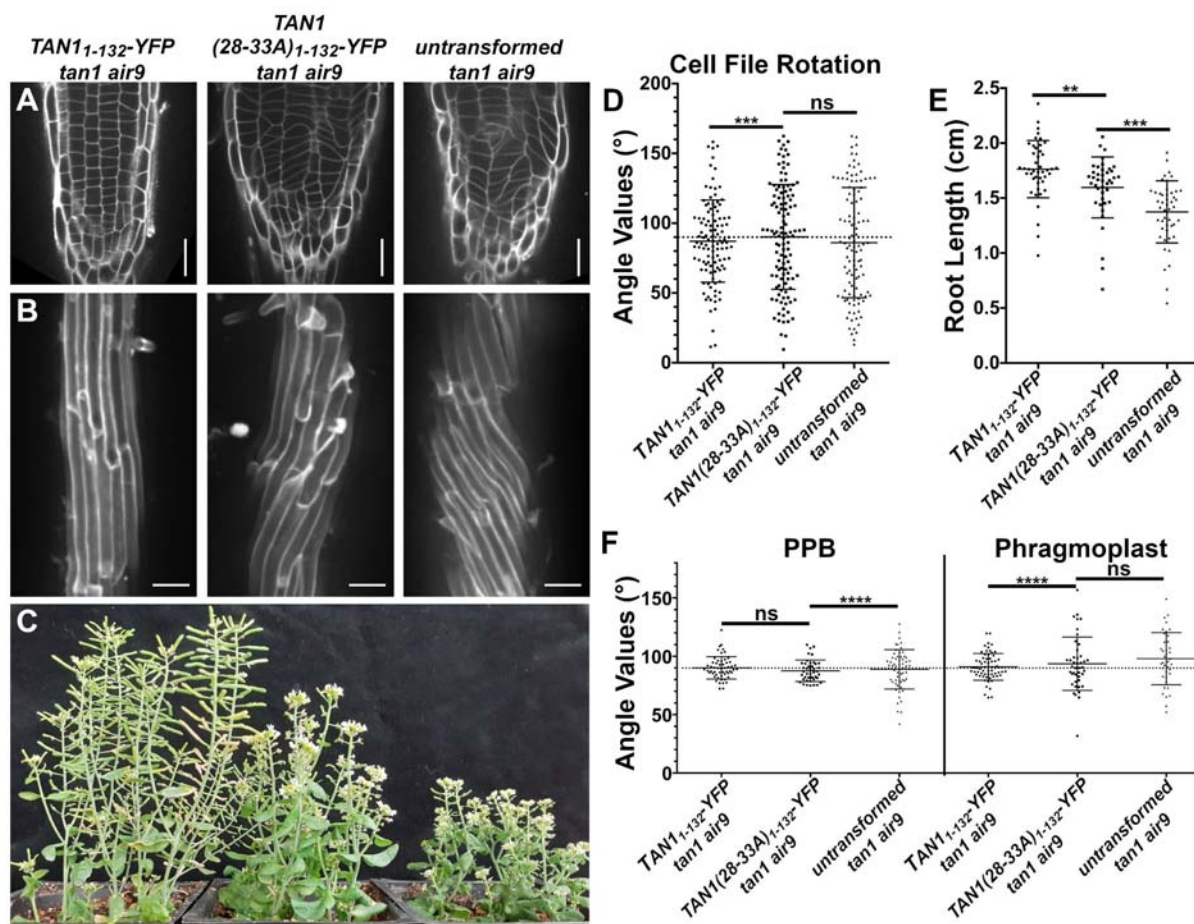 TAN1₁₋₁₃₂-YFP
tan1 air9
TAN1
(28-33A)₁₋₁₃₂-YFP
tan1 air9
untransformed
tan1 air9
A
B
C
D
Cell File Rotation
Angle Values (°)
200
150
100
50
0
***
ns
TAN1₁₋₁₃₂-YFP
tan1 air9
TAN1(28-33A)₁₋₁₃₂-YFP
tan1 air9
untransformed
tan1 air9
E
Root Length (cm)
2.5
2.0
1.5
1.0
0.5
0.0
**
***
TAN1₁₋₁₃₂-YFP
tan1 air9
TAN1(28-33A)₁₋₁₃₂-YFP
tan1 air9
untransformed
tan1 air9
F
PPB
Phragmoplast
Angle Values (°)
150
100
50
0
ns
****
****
ns
TAN1₁₋₁₃₂-YFP
tan1 air9
TAN1(28-33A)₁₋₁₃₂-YFP
tan1 air9
untransformed
tan1 air9
TAN1₁₋₁₃₂-YFP
tan1 air9
TAN1(28-33A)₁₋₁₃₂-YFP
tan1 air9
untransformed
tan1 air9